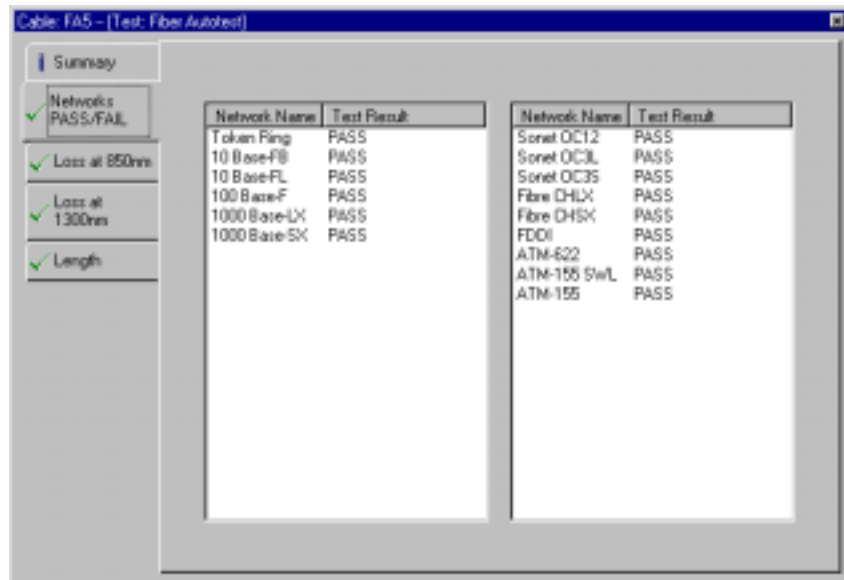 Cable: FA5 - (Test: Fiber Autotest)
Summary
Networks
PASS/FAIL
Loss at 850nm
Loss at
1300nm
Length
Network Name Test Result
Token Ring PASS
10 Base-FB PASS
10 Base-FL PASS
100 Base-F PASS
1000 Base-LX PASS
1000 Base-SX PASS
Network Name Test Result
Sonet OC12 PASS
Sonet OC3L PASS
Sonet OC3S PASS
Fibre CHLX PASS
Fibre CHSX PASS
FDDI PASS
ATM-622 PASS
ATM-155 SWL PASS
ATM-155 PASS